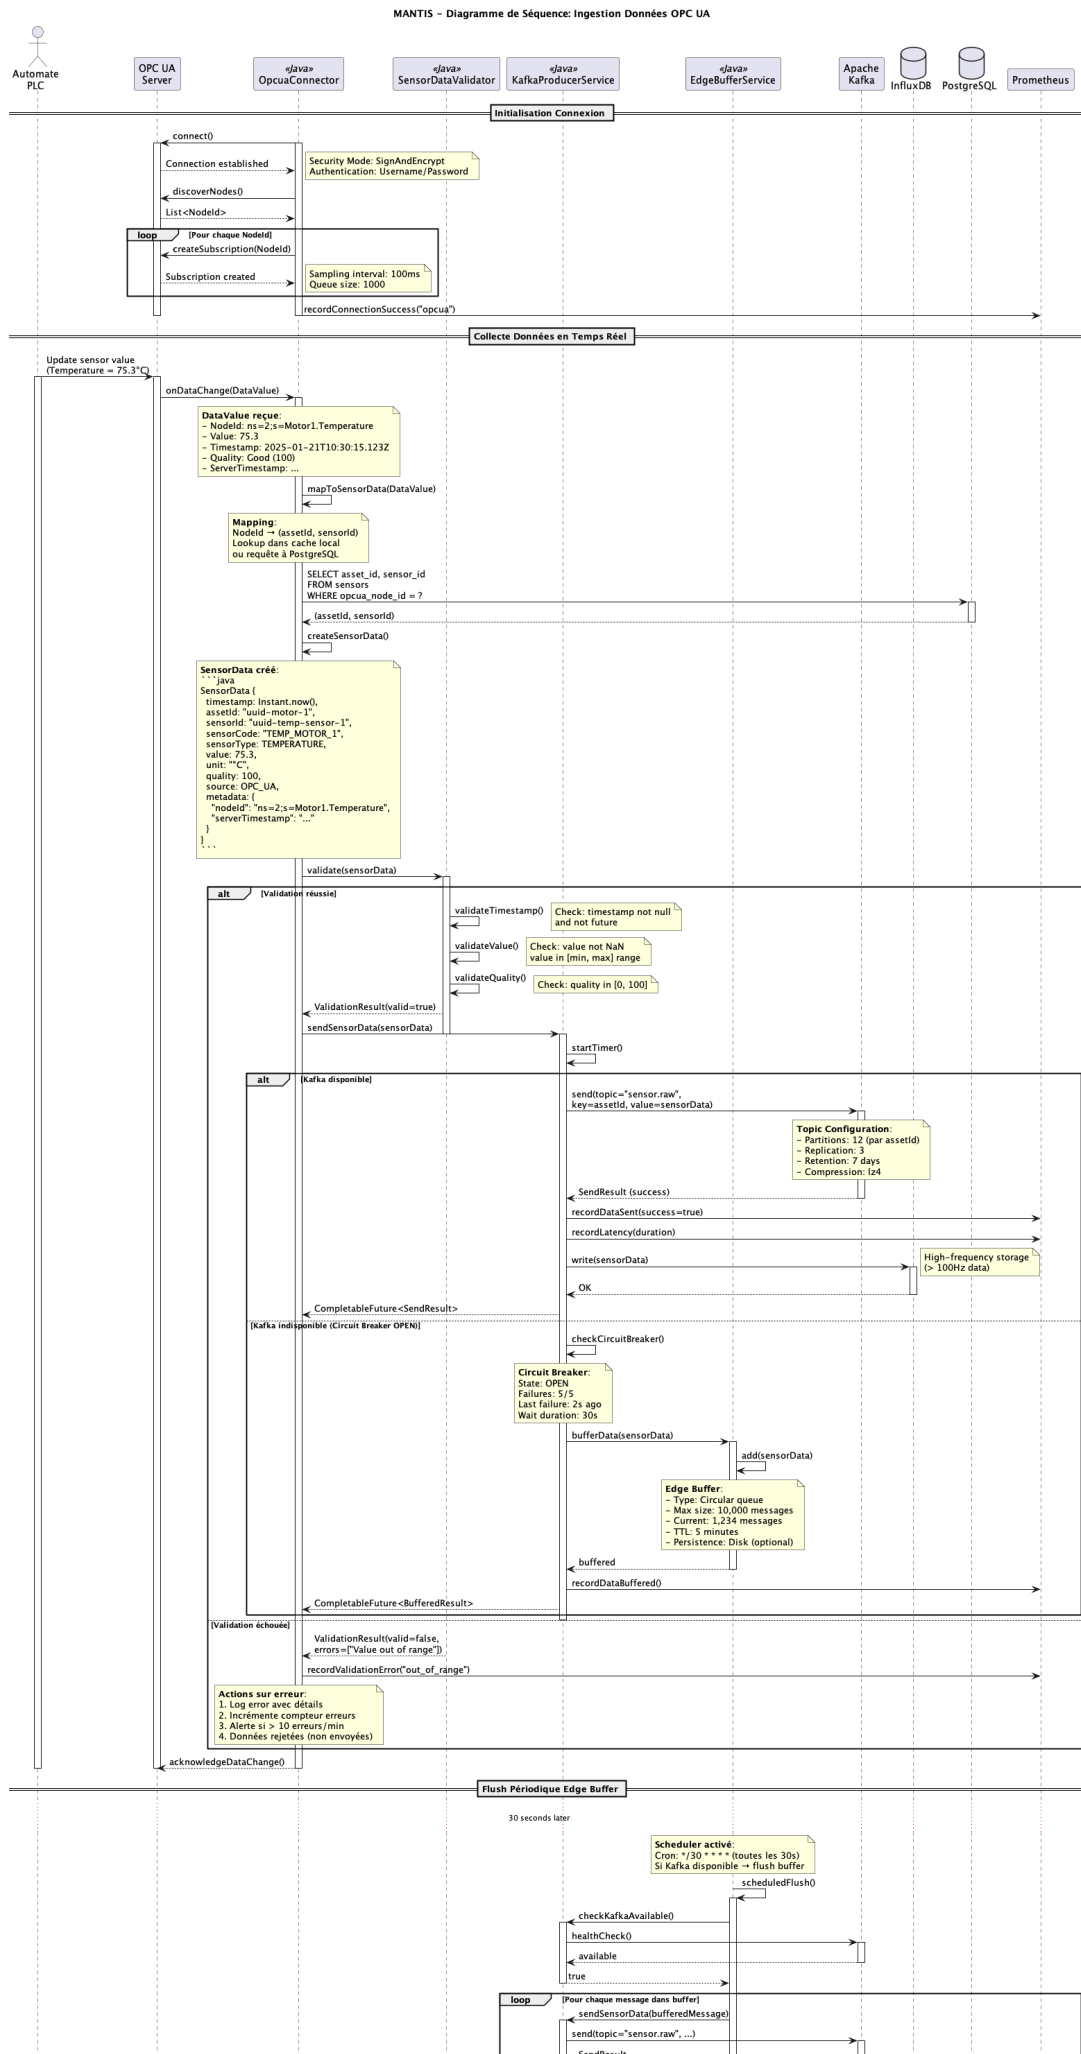 MANTIS - Diagramme de Séquence: Ingestion Données OPC UA
Automate
PLC
OPC UA
Server
«Java»
OpcuaConnector
«Java»
SensorDataValidator
«Java»
KafkaProducerService
«Java»
EdgeBufferService
Apache
Kafka
InfluxDB
PostgreSQL
Prometheus
Initialisation Connexion
connect()
Connection established
Security Mode: SignAndEncrypt
Authentication: Username/Password
discoverNodes()
List<NodeId>
loop
[Pour chaque NodeId]
createSubscription(NodeId)
Subscription created
Sampling interval: 100ms
Queue size: 1000
recordConnectionSuccess("opcua")
Collecte Données en Temps Réel
Update sensor value
(Temperature = 75.3°C)
onDataChange(DataValue)
DataValue reçue:
- NodeId: ns=2;s=Motor1.Temperature
- Value: 75.3
- Timestamp: 2025-01-21T10:30:15.123Z
- Quality: Good (100)
- ServerTimestamp: ...
mapToSensorData(DataValue)
Mapping:
NodeId → (assetId, sensorId)
Lookup dans cache local
ou requête à PostgreSQL
SELECT asset_id, sensor_id
FROM sensors
WHERE opcua_node_id = ?
(assetId, sensorId)
createSensorData()
SensorData créé:
```java
SensorData {
timestamp: Instant.now(),
assetId: "uuid-motor-1",
sensorId: "uuid-temp-sensor-1",
sensorCode: "TEMP_MOTOR_1",
sensorType: TEMPERATURE,
value: 75.3,
unit: "°C",
quality: 100,
source: OPC_UA,
metadata: {
"nodeId": "ns=2;s=Motor1.Temperature",
"serverTimestamp": "..."
}
}
```
validate(sensorData)
alt
[Validation réussie]
validateTimestamp()
Check: timestamp not null
and not future
validateValue()
Check: value not NaN
value in [min, max] range
validateQuality()
Check: quality in [0, 100]
ValidationResult(valid=true)
sendSensorData(sensorData)
startTimer()
alt
[Kafka disponible]
send(topic="sensor.raw",
key=assetId, value=sensorData)
Topic Configuration:
- Partitions: 12 (par assetId)
- Replication: 3
- Retention: 7 days
- Compression: lz4
SendResult (success)
recordDataSent(success=true)
recordLatency(duration)
write(sensorData)
High-frequency storage
(> 100Hz data)
OK
CompletableFuture<SendResult>
[Kafka indisponible (Circuit Breaker OPEN)]
checkCircuitBreaker()
Circuit Breaker:
State: OPEN
Failures: 5/5
Last failure: 2s ago
Wait duration: 30s
bufferData(sensorData)
add(sensorData)
Edge Buffer:
- Type: Circular queue
- Max size: 10,000 messages
- Current: 1,234 messages
- TTL: 5 minutes
- Persistence: Disk (optional)
buffered
recordDataBuffered()
CompletableFuture<BufferedResult>
[Validation échouée]
ValidationResult(valid=false,
errors=["Value out of range"])
recordValidationError("out_of_range")
Actions sur erreur:
1. Log error avec détails
2. Incrémente compteur erreurs
3. Alerte si > 10 erreurs/min
4. Données rejetées (non envoyées)
acknowledgeDataChange()
Flush Périodique Edge Buffer
30 seconds later
Scheduler activé:
Cron: */30 * * * * (toutes les 30s)
Si Kafka disponible → flush buffer
scheduledFlush()
checkKafkaAvailable()
healthCheck()
available
true
loop
[Pour chaque message dans buffer]
sendSensorData(bufferedMessage)
send(topic="sensor.raw", ...)
SendResult